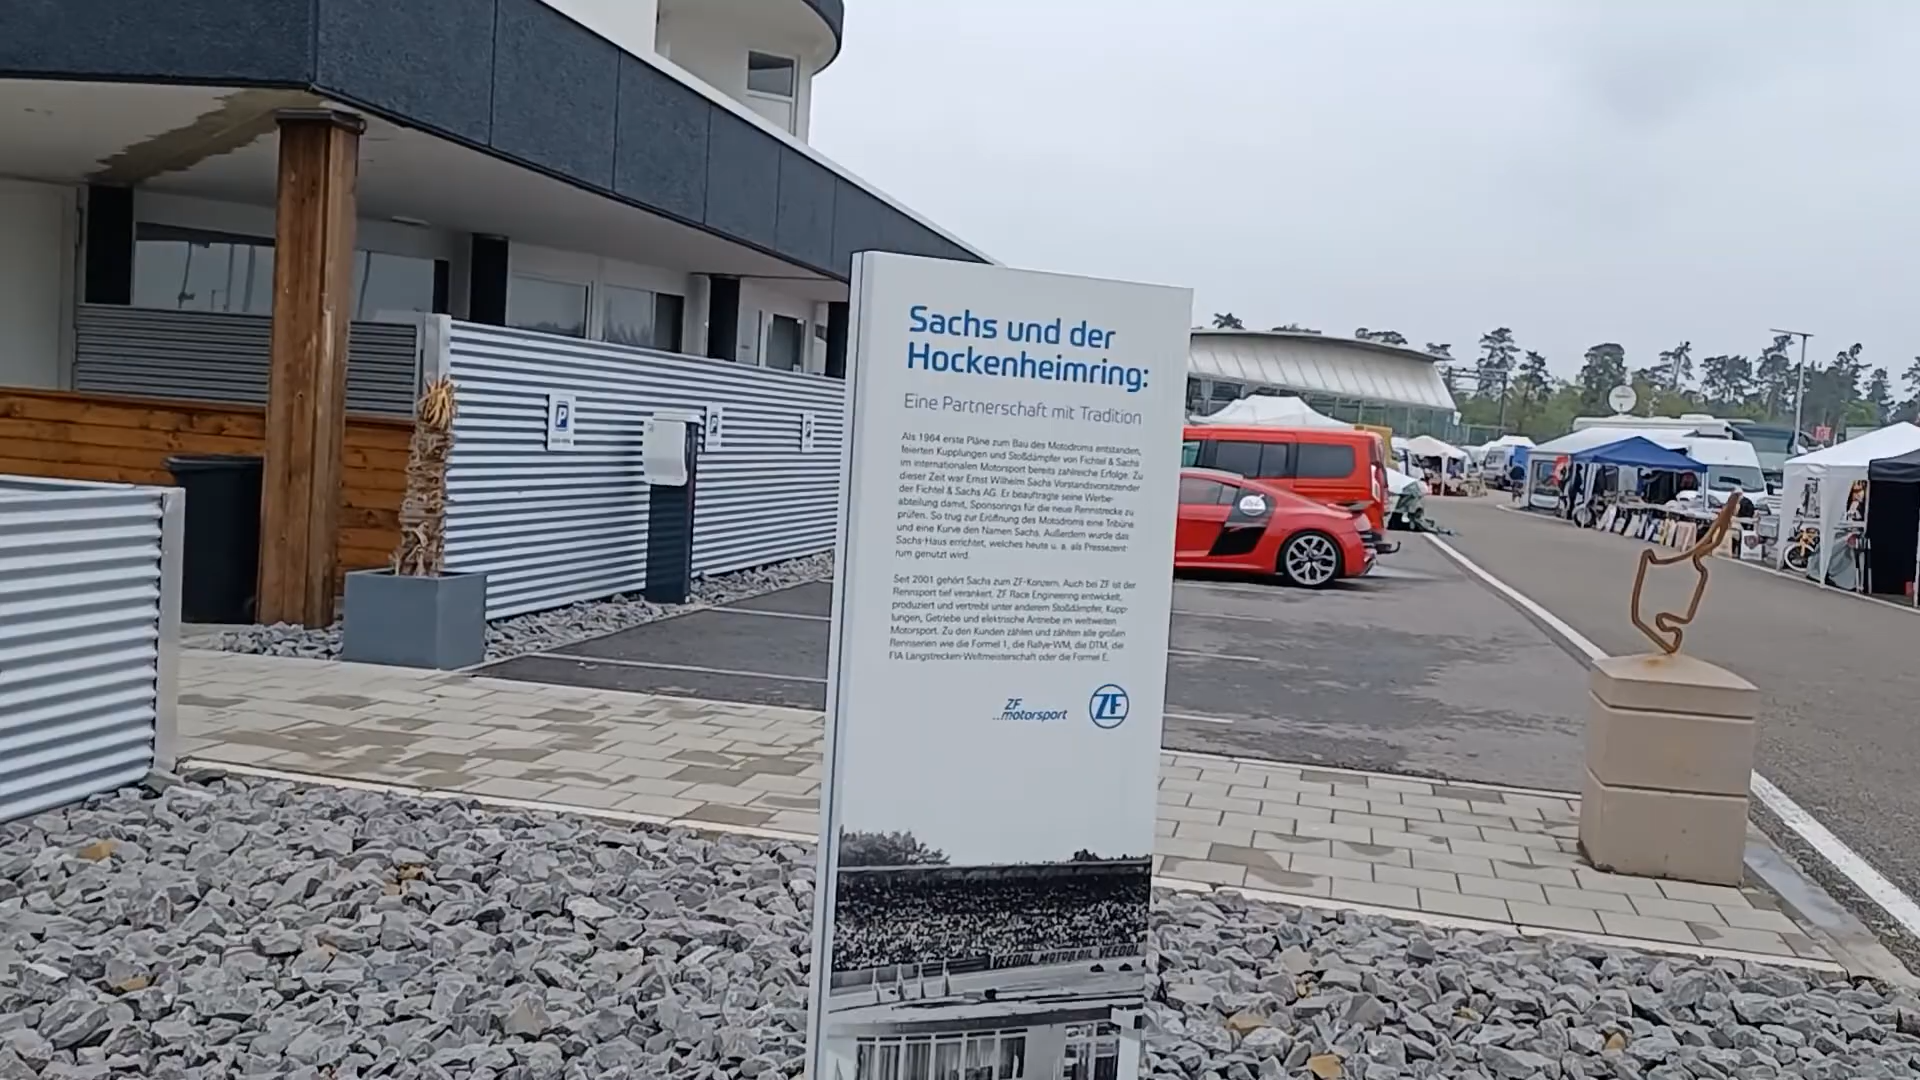 Sachs und der
Hockenheimring:
Eine Partnerschaft mit Tradition
Als 1964 erste Pläne zum Bau des Motodroms entstanden,
feierten Kupplungen und Stoßdämpfer von Fichtel & Sachs
im internationalen Motorsport bereits zahlreiche Erfolge. Zu
dieser Zeit war Ernst Wilhelm Sachs Vorstandsvorsitzender
der Fichtel & Sachs AG. Er beauftragte seine Werbe-
abteilung damit, Sponsorings für die neue Rennstrecke zu
prüfen. So trug zur Eröffnung des Motodroms eine Tribüne
und eine Kurve den Namen Sachs. Außerdem wurde das
Sachs-Haus errichtet, welches heute u. a. als Pressezent-
rum genutzt wird.
Seit 2001 gehört Sachs zum ZF-Konzern. Auch bei ZF ist der
Rennsport tief verankert. ZF Race Engineering entwickelt,
produziert und vertreibt unter anderem Stoßdämpfer, Kupp-
lungen, Getriebe und elektrische Antriebe im weltweiten
Motorsport. Zu den Kunden zählen und zählten alle großen
Rennserien wie die Formel 1, die Rallye-WM, die DTM, die
FIA Langstrecken-Weltmeisterschaft oder die Formel E.
ZF
...motorsport
ZF
VEEDOL MOTOR OIL VEEDOL
P
P
P